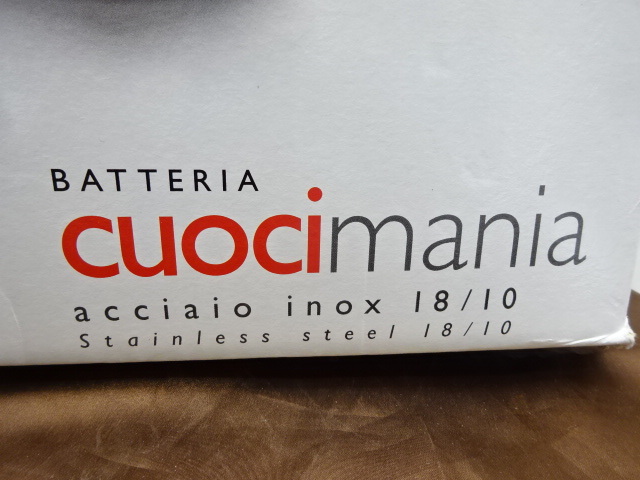 BATTERIA
cuocimania
acciaio inox 18/10
Stainless steel 18/10